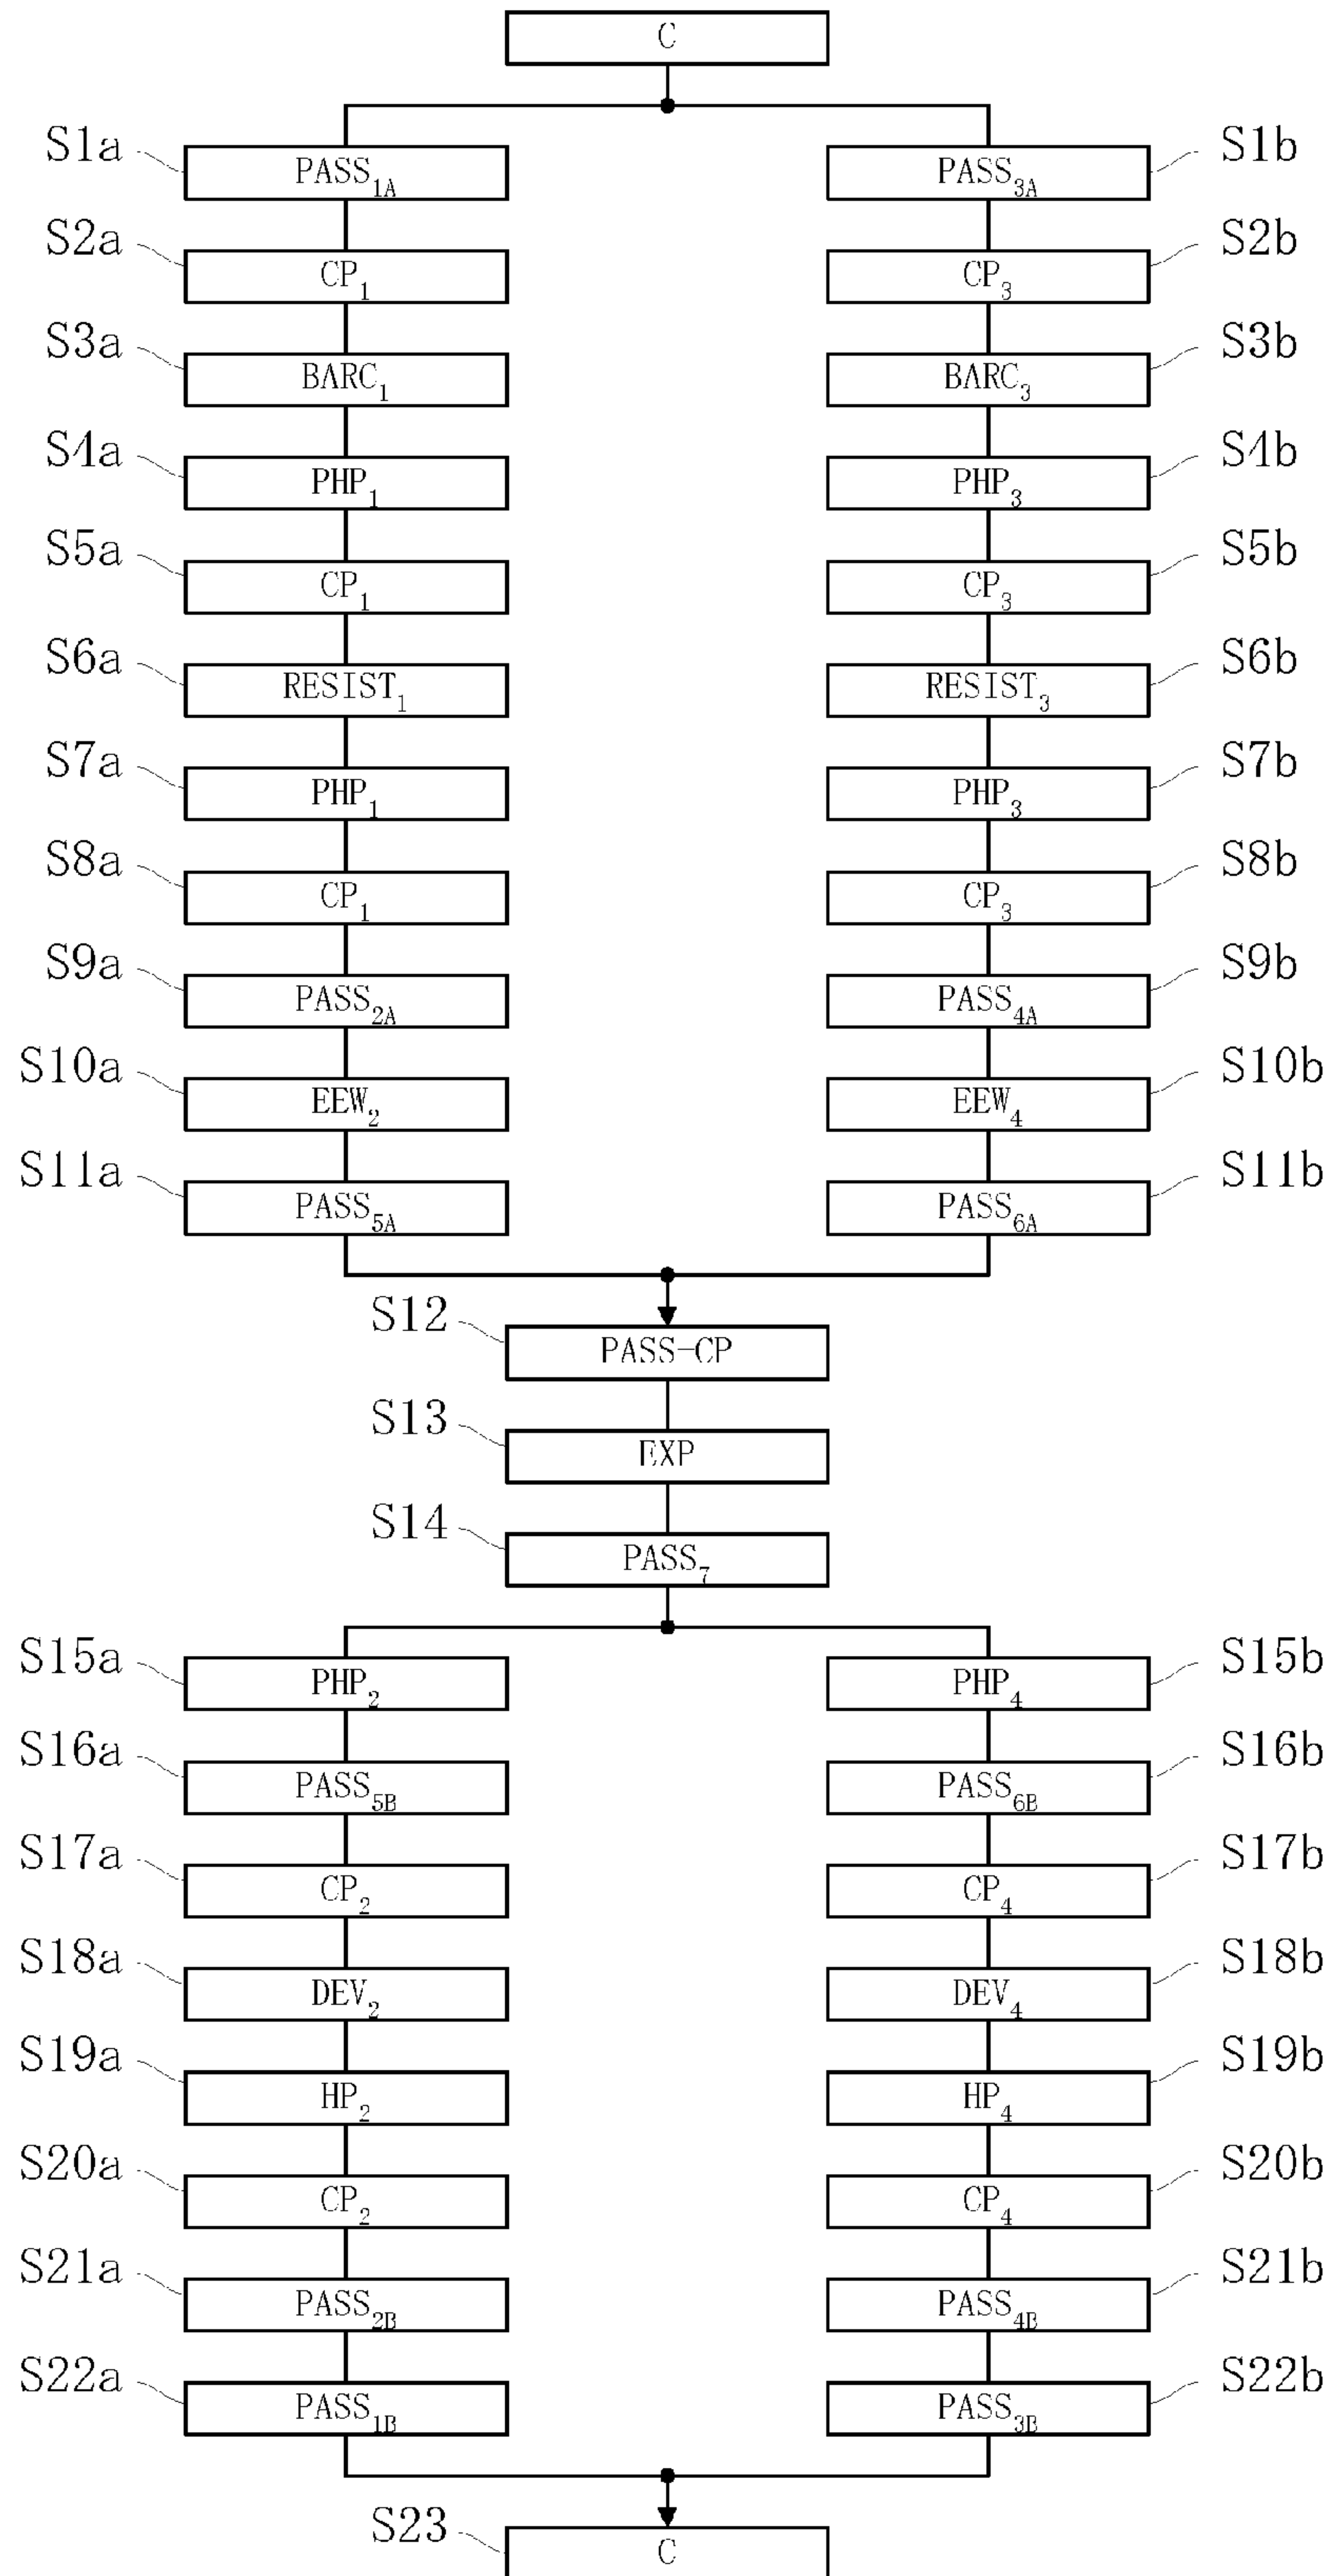 C
S1a PASS1A PASS3A S1b
S2a CP1 CP3 S2b
S3a BARC1 BARC3 S3b
S4a PHP1 PHP3 S4b
S5a CP1 CP3 S5b
S6a RESIST1 RESIST3 S6b
S7a PHP1 PHP3 S7b
S8a CP1 CP3 S8b
S9a PASS2A PASS4A S9b
S10a EEW2 EEW4 S10b
S11a PASS5A PASS6A S11b
S12 PASS-CP
S13 EXP
S14 PASS7
S15a PHP2 PHP4 S15b
S16a PASS5B PASS6B S16b
S17a CP2 CP4 S17b
S18a DEV2 DEV4 S18b
S19a HP2 HP4 S19b
S20a CP2 CP4 S20b
S21a PASS2B PASS4B S21b
S22a PASS1B PASS3B S22b
S23 C